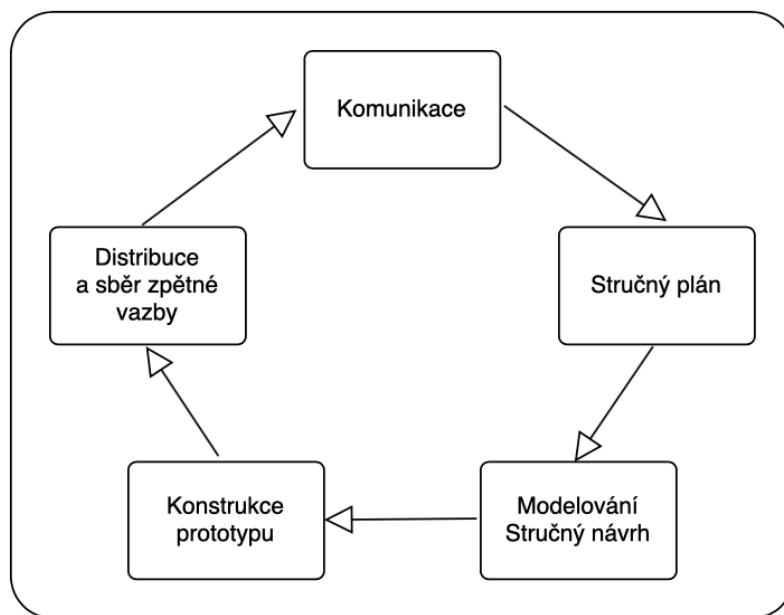 Komunikace
Stručný plán
Modelování
Stručný návrh
Konstrukce
prototypu
Distribuce
a sběr zpětné
vazby